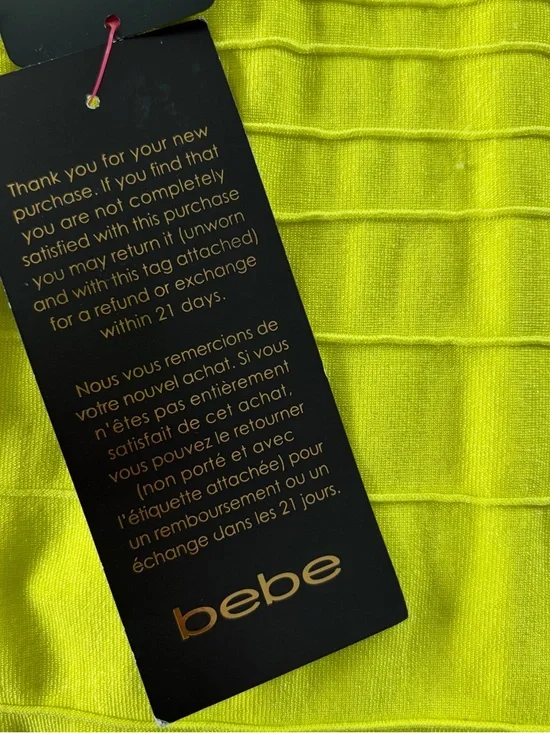 Thank you for your new
purchase. If you find that
you are not completely
satisfied with this purchase
you may return it (unworn
and with this tag attached)
for a refund or exchange
within 21 days.
Nous vous remercions de
votre nouvel achat. Si vous
n'êtes pas entièrement
satisfait de cet achat,
vous pouvez le retourner
(non porté et avec
l'étiquette attachée) pour
un remboursement ou un
échange dans les 21 jours.
bebe